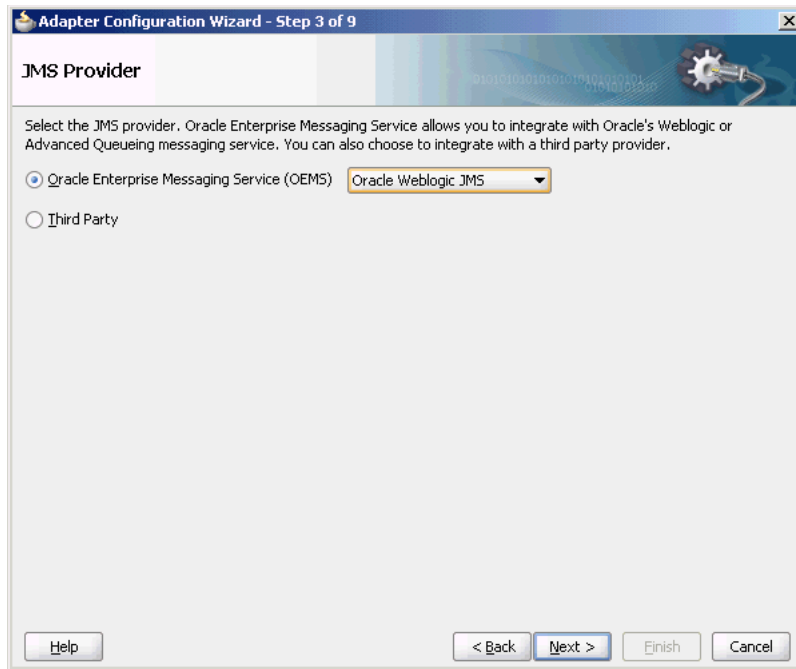 Adapter Configuration Wizard - Step 3 of 9
JMS Provider
Select the JMS provider. Oracle Enterprise Messaging Service allows you to integrate with Oracle's Weblogic or
Advanced Queueing messaging service. You can also choose to integrate with a third party provider.
Oracle Enterprise Messaging Service (OEMS) Oracle Weblogic JMS
Third Party
Help < Back Next > Finish Cancel